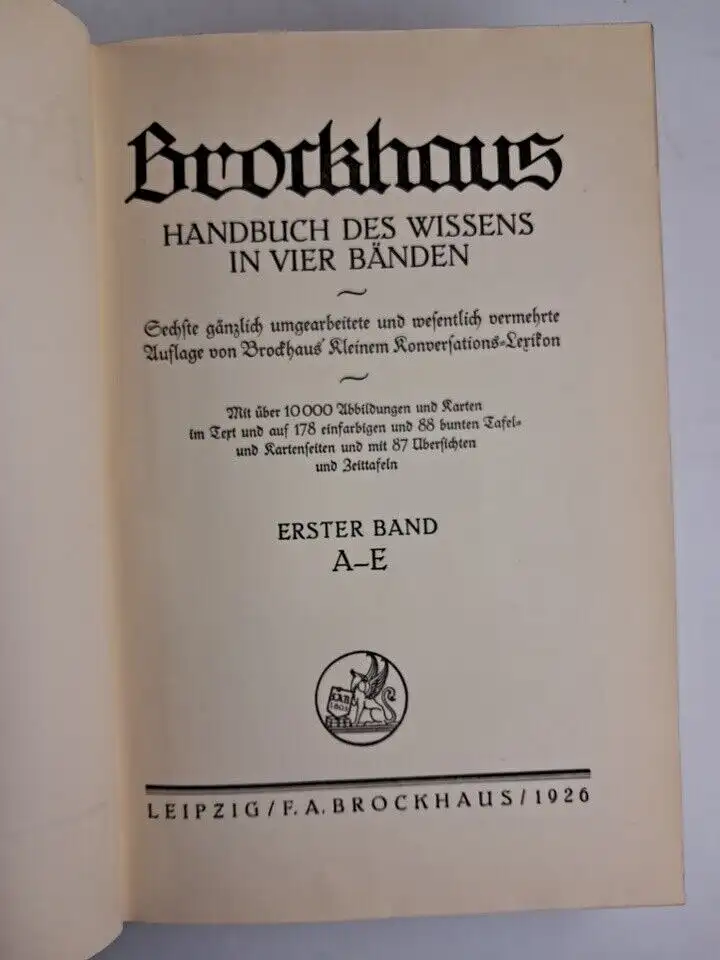 Brockhaus
HANDBUCH DES WISSENS
IN VIER BÄNDEN
Sechste gänzlich umgearbeitete und wesentlich vermehrte
Auflage von Brockhaus' Kleinem Konversations-Lexikon
Mit über 10000 Abbildungen und Karten
im Text und auf 178 einfarbigen und 88 bunten Tafel-
und Kartenseiten und mit 87 Übersichten
und Zeittafeln
ERSTER BAND
A–E
F.A.B
1805
LEIPZIG / F. A. BROCKHAUS / 1926